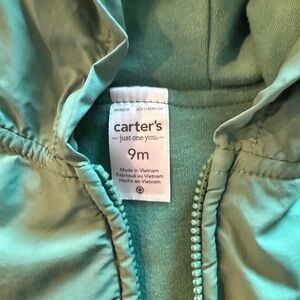 carter's
just one you.
9m
Made in Vietnam
Fabriqué au Vietnam
Hecho en Vietnam